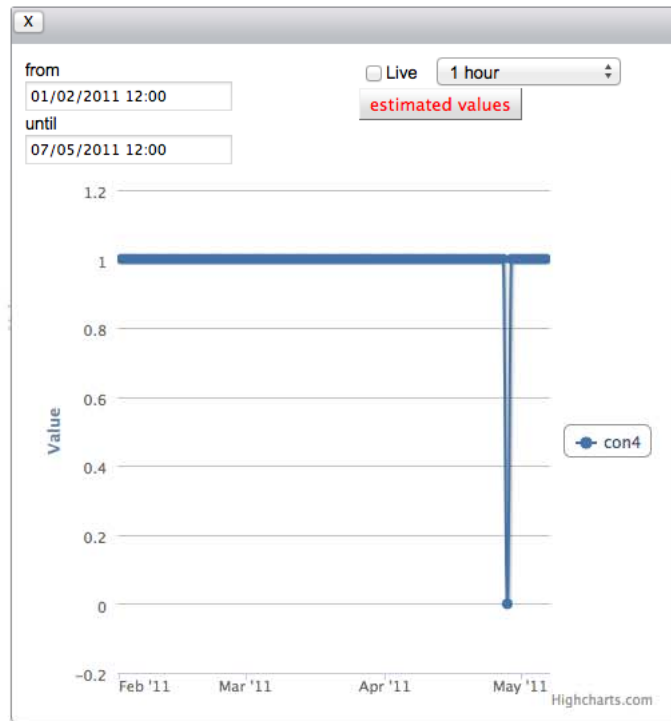 X
from
01/02/2011 12:00
until
07/05/2011 12:00
Live
1 hour
estimated values
1.2
1
0.8
0.6
0.4
0.2
0
−0.2
Value
Feb '11 Mar '11 Apr '11 May '11
con4
Highcharts.com